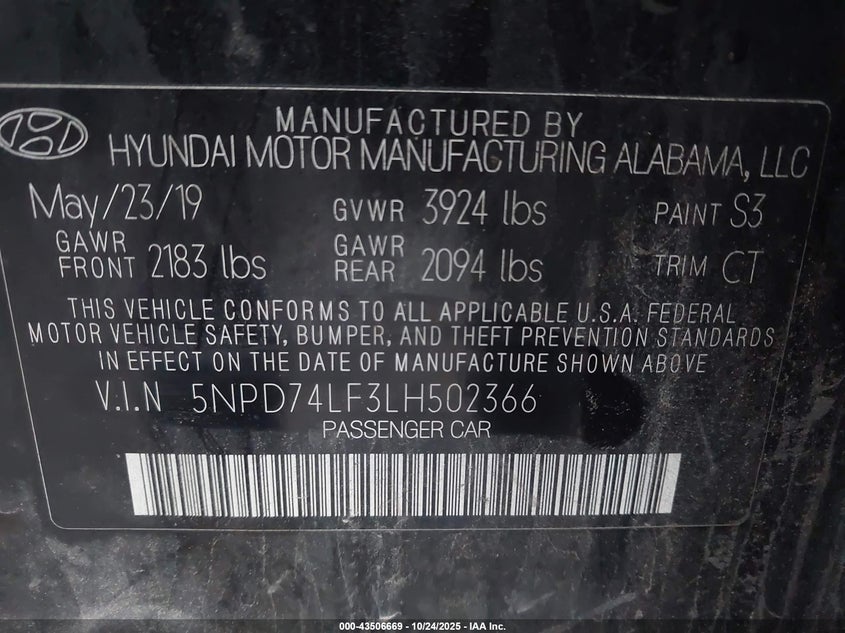 MANUFACTURED BY
HYUNDAI MOTOR MANUFACTURING ALABAMA, LLC
May/23/19 GVWR 3924 lbs PAINT S3
GAWR FRONT 2183 lbs GAWR REAR 2094 lbs TRIM CT
THIS VEHICLE CONFORMS TO ALL APPLICABLE U.S.A. FEDERAL
MOTOR VEHICLE SAFETY, BUMPER, AND THEFT PREVENTION STANDARDS
IN EFFECT ON THE DATE OF MANUFACTURE SHOWN ABOVE
V.I.N 5NPD74LF3LH502366
PASSENGER CAR
000-43506669 - 10/24/2025 - IAA Inc.